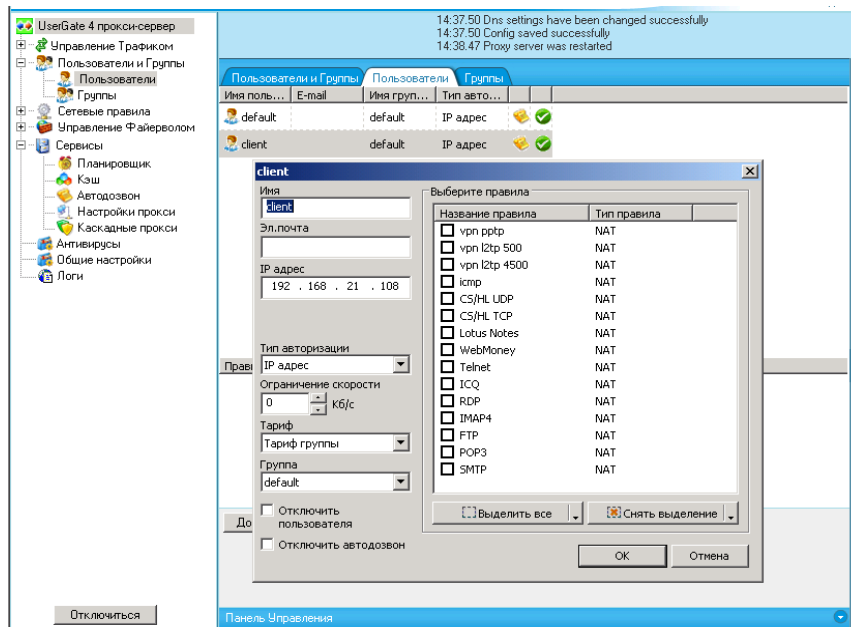 UserGate 4 прокси-сервер
Управление Трафиком
Пользователи и Группы
Пользователи
Группы
Сетевые правила
Управление Файерволом
Сервисы
Планировщик
Кэш
Автодозвон
Настройки прокси
Каскадные прокси
Антивирусы
Общие настройки
Логи
Отключиться
14:37.50 Dns settings have been changed successfully
14:37.50 Config saved successfully
14:38.47 Proxy server was restarted
Пользователи и Группы Пользователи Группы
Имя поль... E-mail Имя груп... Тип авто...
default default IP адрес
client default IP адрес
Прави
До
client
Имя
client
Эл.почта
IP адрес
192 . 168 . 21 . 108
Тип авторизации
IP адрес
Ограничение скорости
0 Кб/с
Тариф
Тариф группы
Группа
default
Отключить
пользователя
Отключить автодозвон
Выберите правила
Название правила Тип правила
vpn pptp NAT
vpn l2tp 500 NAT
vpn l2tp 4500 NAT
icmp NAT
CS/HL UDP NAT
CS/HL TCP NAT
Lotus Notes NAT
WebMoney NAT
Telnet NAT
ICQ NAT
RDP NAT
IMAP4 NAT
FTP NAT
POP3 NAT
SMTP NAT
Выделить все Снять выделение
OK Отмена
Панель Управления